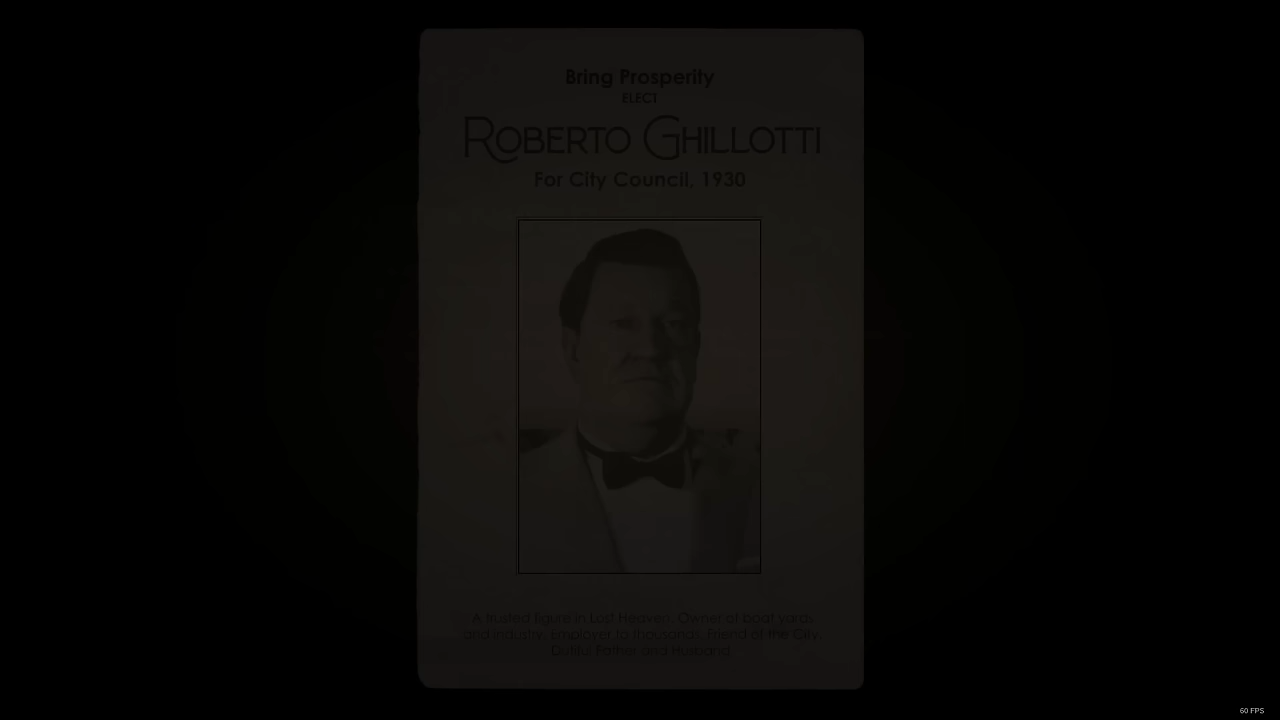 Bring Prosperity
ELECT
ROBERTO GHILLOTTI
For City Council, 1930
A trusted figure in Lost Heaven. Owner of boat yards
and industry. Employer to thousands. Friend of the City.
Dutiful Father and Husband.
60 FPS